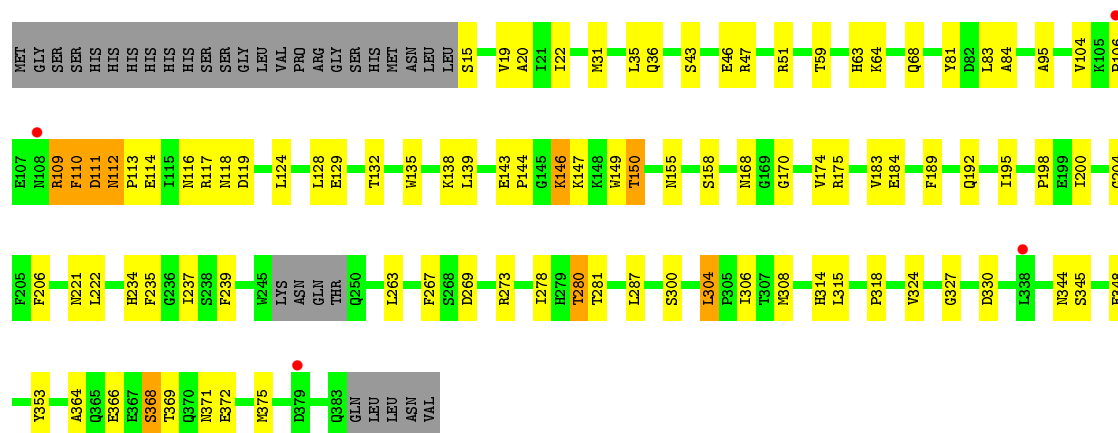 MET GLY SER SER HIS HIS HIS HIS HIS HIS SER SER GLY LEU VAL PRO ARG GLY SER HIS MET ASN LEU LEU S15 V19 A20 I21 I22 M31 L35 Q36 S43 E46 R47 R51 T59 H63 K64 Q68 Y81 D82 L83 A84 A95 V104 K105 P106
E107 N108 R109 F110 D111 N112 P113 E114 I115 N116 R117 N118 D119 L124 L128 E129 T132 W135 K138 L139 E143 P144 G145 K146 K147 K148 W149 T150 N155 S158 N168 G169 G170 V174 R175 V183 E184 F189 Q192 I195 P198 E199 I200 G204
F205 F206 N221 L222 H234 F235 G236 I237 S238 F239 W245 LYS ASN GLN THR Q250 L263 F267 S268 D269 R273 I278 H279 T280 T281 L287 S300 L304 P305 I306 T307 M308 H314 L315 P318 V324 G327 D330 L338 N344 S345
Y353 A364 Q365 E366 E367 S368 T369 Q370 N371 E372 M375 D379 Q383 GLN LEU LEU ASN VAL